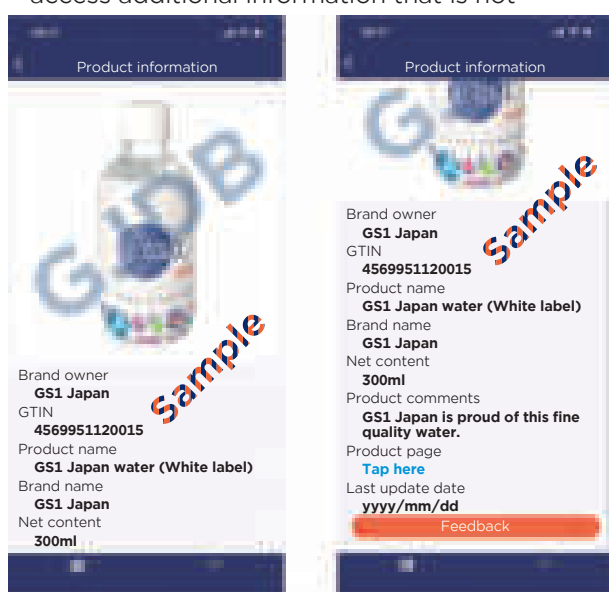 access additional information that is not
Product information
GJDB
Sample
Brand owner
GS1 Japan
GTIN
4569951120015
Product name
GS1 Japan water (White label)
Brand name
GS1 Japan
Net content
300ml
Product information
Sample
Brand owner
GS1 Japan
GTIN
4569951120015
Product name
GS1 Japan water (White label)
Brand name
GS1 Japan
Net content
300ml
Product comments
GS1 Japan is proud of this fine
quality water.
Product page
Tap here
Last update date
yyyy/mm/dd
Feedback